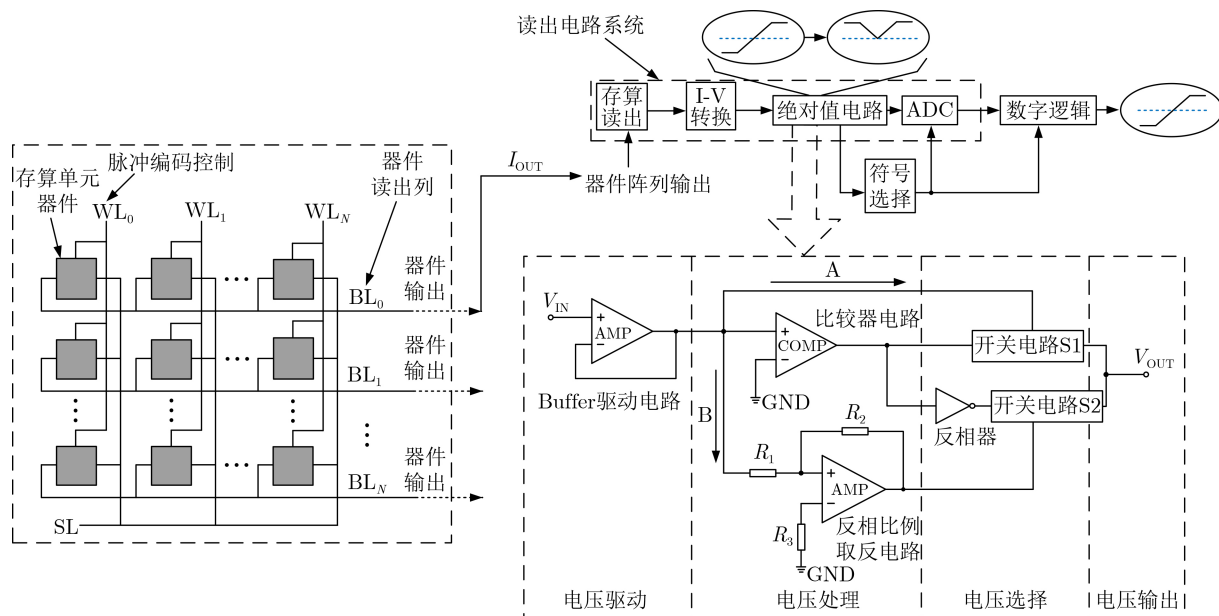 读出电路系统
存算
读出
I-V
转换
绝对值电路
ADC
数字逻辑
符号
选择
I_OUT
器件阵列输出
脉冲编码控制
存算单元
器件
器件
读出列
WL_0
WL_1
WL_N
器件
输出
BL_0
器件
输出
BL_1
器件
输出
BL_N
SL
A
V_IN
+
AMP
−
Buffer驱动电路
比较器电路
+
COMP
−
GND
B
开关电路S1
V_OUT
开关电路S2
反相器
R_1
R_2
+
AMP
−
R_3
反相比例
取反电路
GND
电压驱动
电压处理
电压选择
电压输出